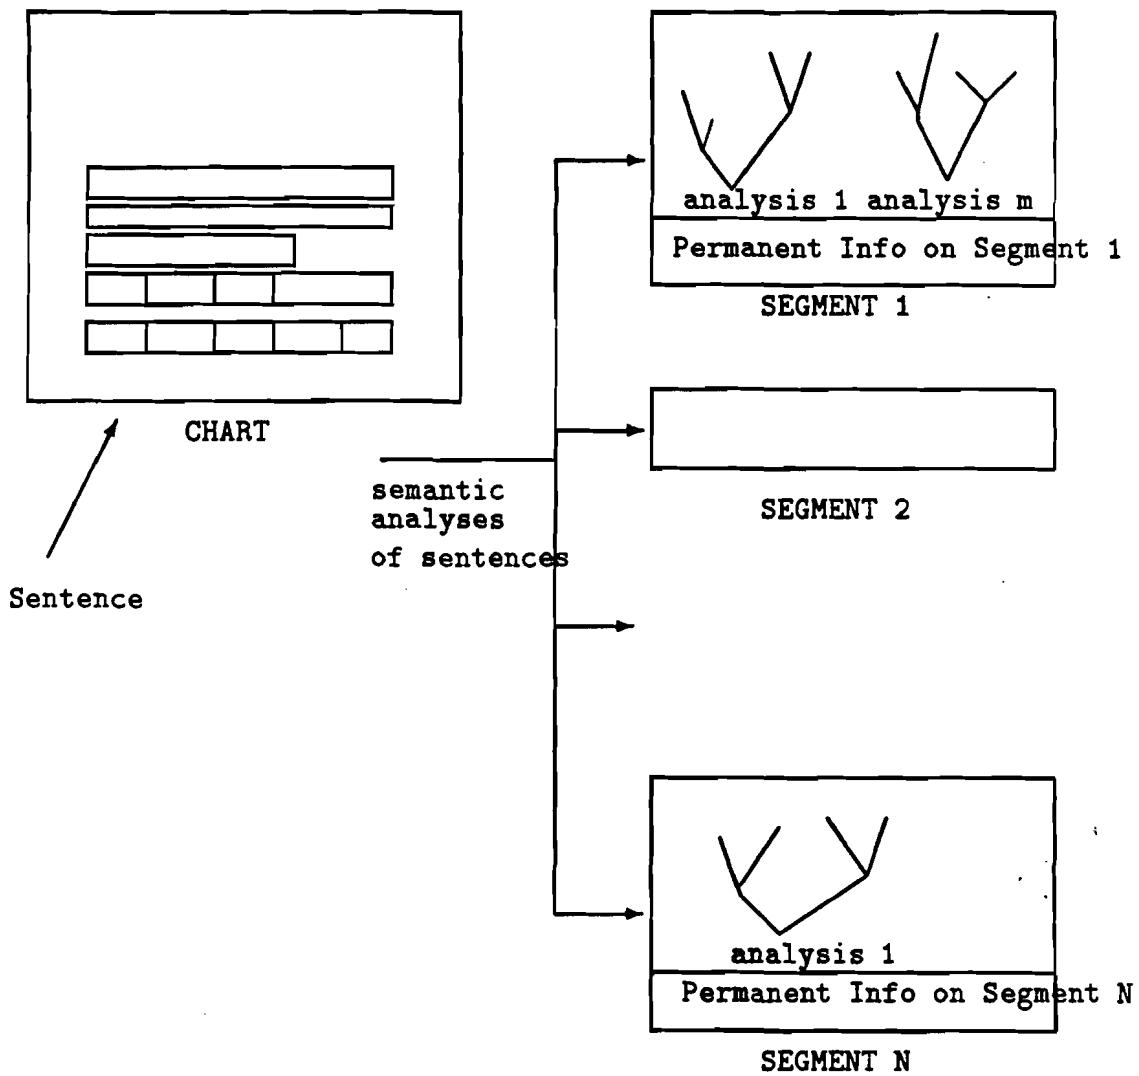 analysis 1 analysis m
Permanent Info on Segment 1
SEGMENT 1
CHART
semantic
analyses
of sentences
SEGMENT 2
Sentence
analysis 1
Permanent Info on Segment N
SEGMENT N